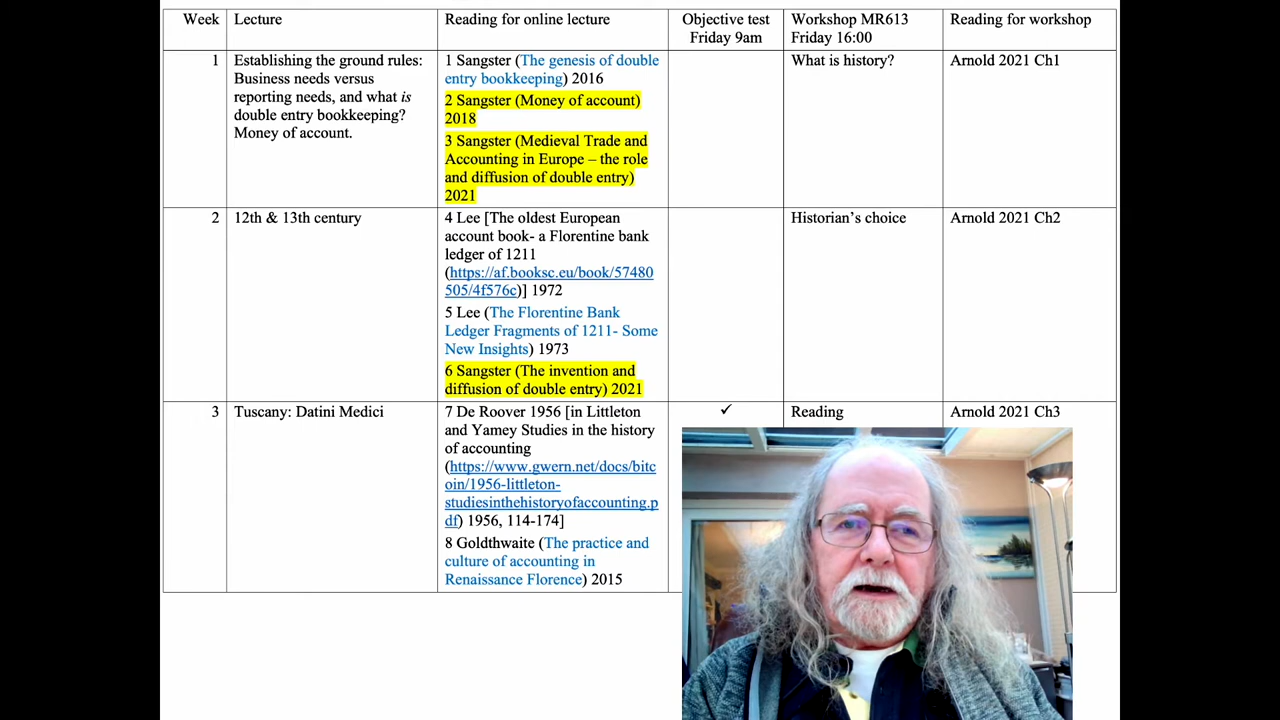 Week Lecture Reading for online lecture Objective test Workshop MR613 Reading for workshop
Friday 9am Friday 16:00
1 Establishing the ground rules:
Business needs versus
reporting needs, and what is
double entry bookkeeping?
Money of account.
1 Sangster (The genesis of double
entry bookkeeping) 2016
2 Sangster (Money of account)
2018
3 Sangster (Medieval Trade and
Accounting in Europe – the role
and diffusion of double entry)
2021
What is history?
Arnold 2021 Ch1
2 12th & 13th century
4 Lee [The oldest European
account book- a Florentine bank
ledger of 1211
(https://af.booksc.eu/book/57480
505/4f576c)] 1972
5 Lee (The Florentine Bank
Ledger Fragments of 1211- Some
New Insights) 1973
6 Sangster (The invention and
diffusion of double entry) 2021
Historian’s choice
Arnold 2021 Ch2
3 Tuscany: Datini Medici
7 De Roover 1956 [in Littleton
and Yamey Studies in the history
of accounting
(https://www.gwern.net/docs/bitc
oin/1956-littleton-
studiesinthehistoryofaccounting.p
df) 1956, 114-174]
8 Goldthwaite (The practice and
culture of accounting in
Renaissance Florence) 2015
✓
Reading
Arnold 2021 Ch3